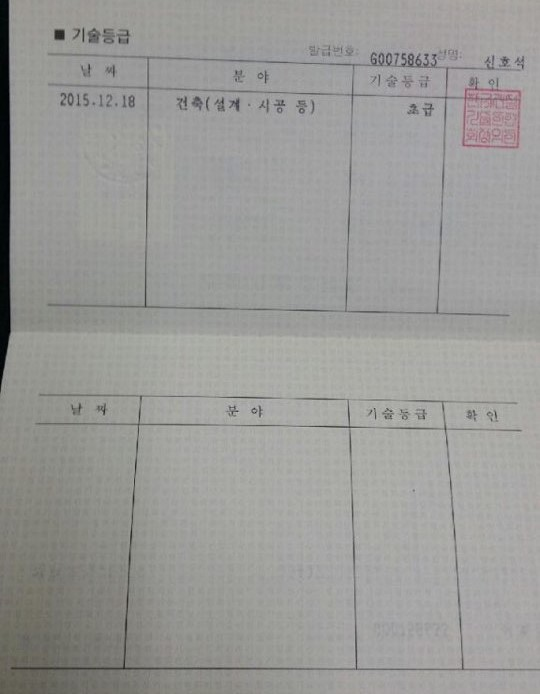 ■ 기술등급
발급번호: G00758633 성명: 신호석
날 짜 분 야 기술등급 확 인
2015.12.18 건축(설계·시공 등) 초급
날 짜 분 야 기술등급 확 인